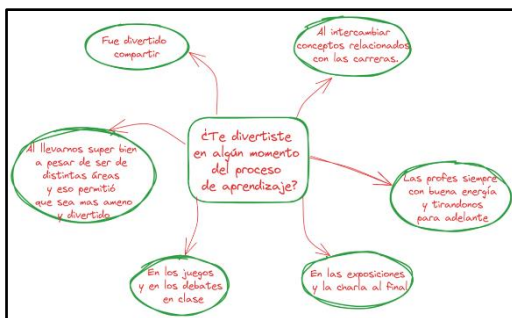 Fue divertido
compartir
Al intercambiar
conceptos relacionados
con las carreras.
Al llevarnos super bien
a pesar de ser de
distintas áreas
y eso permitió
que sea mas ameno
y divertido
¿Te divertiste
en algún momento
del proceso
de aprendizaje?
Las profes siempre
con buena energía
y tirandonos
para adelante
En los juegos
y en los debates
en clase
En las exposiciones
y la charla al final